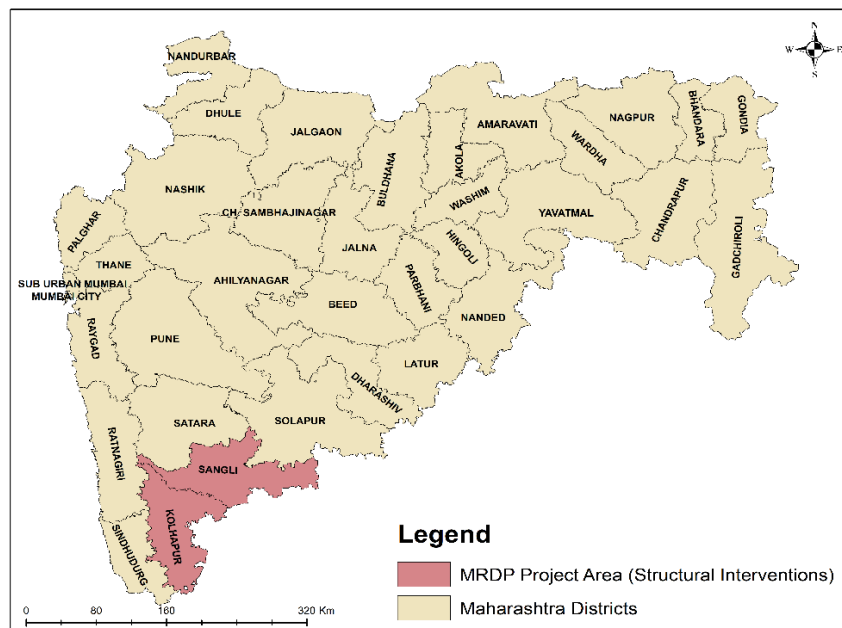 N
W E
S
NANDURBAR
DHULE
JALGAON
BULDHANA
AKOLA
AMARAVATI
WARDHA
NAGPUR
BHANDARA
GONDIA
NASHIK
CH. SAMBHAJINAGAR
WASHIM
YAVATMAL
CHANDRAPUR
GADCHIROLI
PALGHAR
JALNA
HINGOLI
THANE
AHILYANAGAR
PARBHANI
SUB URBAN MUMBAI
MUMBAI CITY
BEED
NANDED
RAYGAD
PUNE
LATUR
DHARASHIV
SATARA
SOLAPUR
RATNAGIRI
SANGLI
KOLHAPUR
SINDHUDURG
Legend
MRDP Project Area (Structural Interventions)
Maharashtra Districts
0 80 160 320 Km